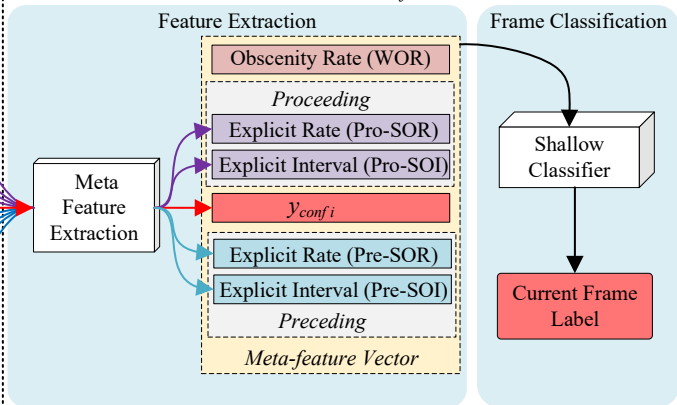 Feature Extraction
Frame Classification
Obscenity Rate (WOR)
Proceeding
Explicit Rate (Pro-SOR)
Explicit Interval (Pro-SOI)
Meta
Feature
Extraction
y_conf i
Explicit Rate (Pre-SOR)
Explicit Interval (Pre-SOI)
Preceding
Meta-feature Vector
Shallow
Classifier
Current Frame
Label